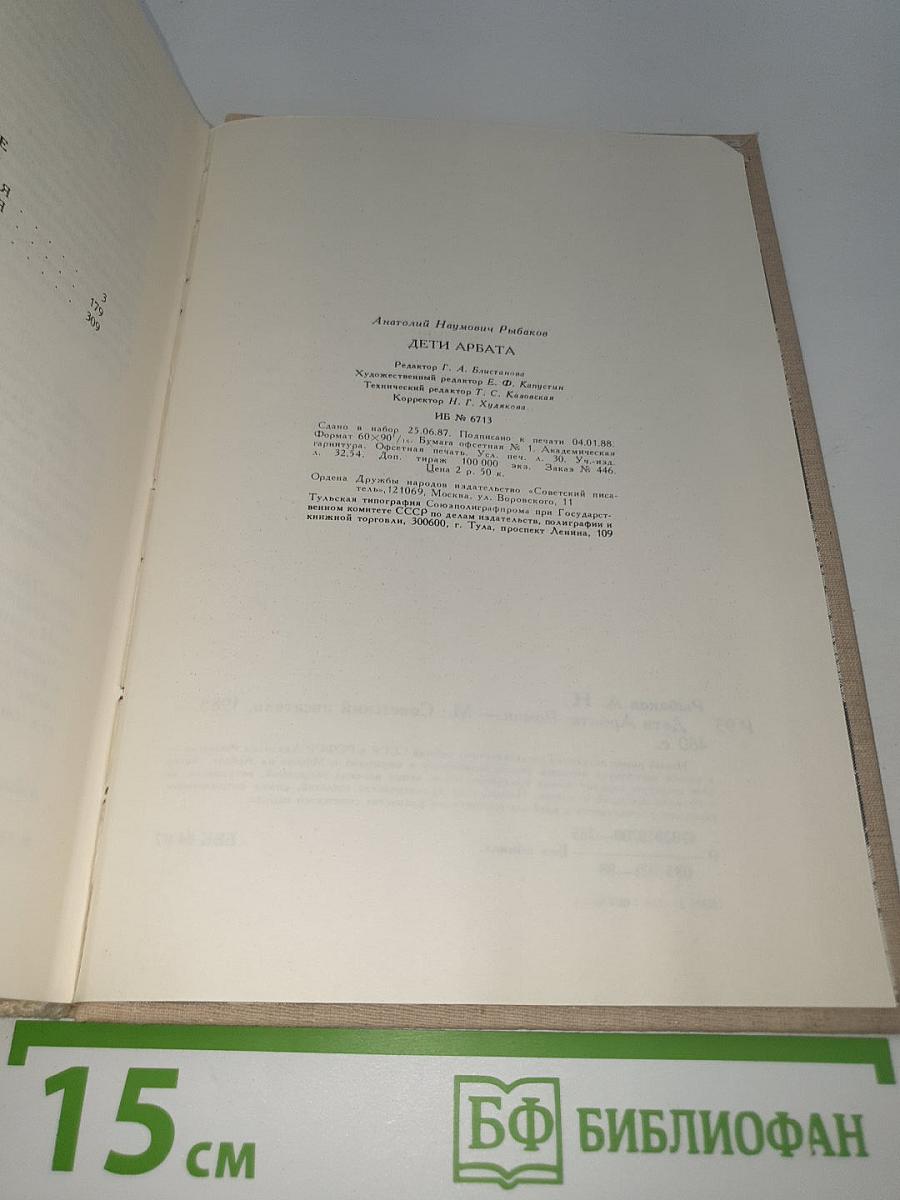 Е
Я
Я
3
179
309
Анатолий Наумович Рыбаков
ДЕТИ АРБАТА
Редактор Г. А. Блистанова
Художественный редактор Е. Ф. Капустин
Технический редактор Т. С. Казовская
Корректор Н. Г. Худякова
ИБ № 6713
Сдано в набор 25.06.87. Подписано к печати 04.01.88.
Формат 60×90 1/16. Бумага офсетная № 1. Академическая
гарнитура. Офсетная печать. Усл. печ. л. 30. Уч.-изд.
л. 32,54. Доп. тираж 100 000 экз. Заказ № 446.
Цена 2 р. 50 к.
Ордена Дружбы народов издательство «Советский писа-
тель», 121069, Москва, ул. Воровского, 11
Тульская типография Союзполиграфпрома при Государст-
венном комитете СССР по делам издательств, полиграфии и
книжной торговли, 300600, г. Тула, проспект Ленина, 109
15 см
БФ БИБЛИОФАН